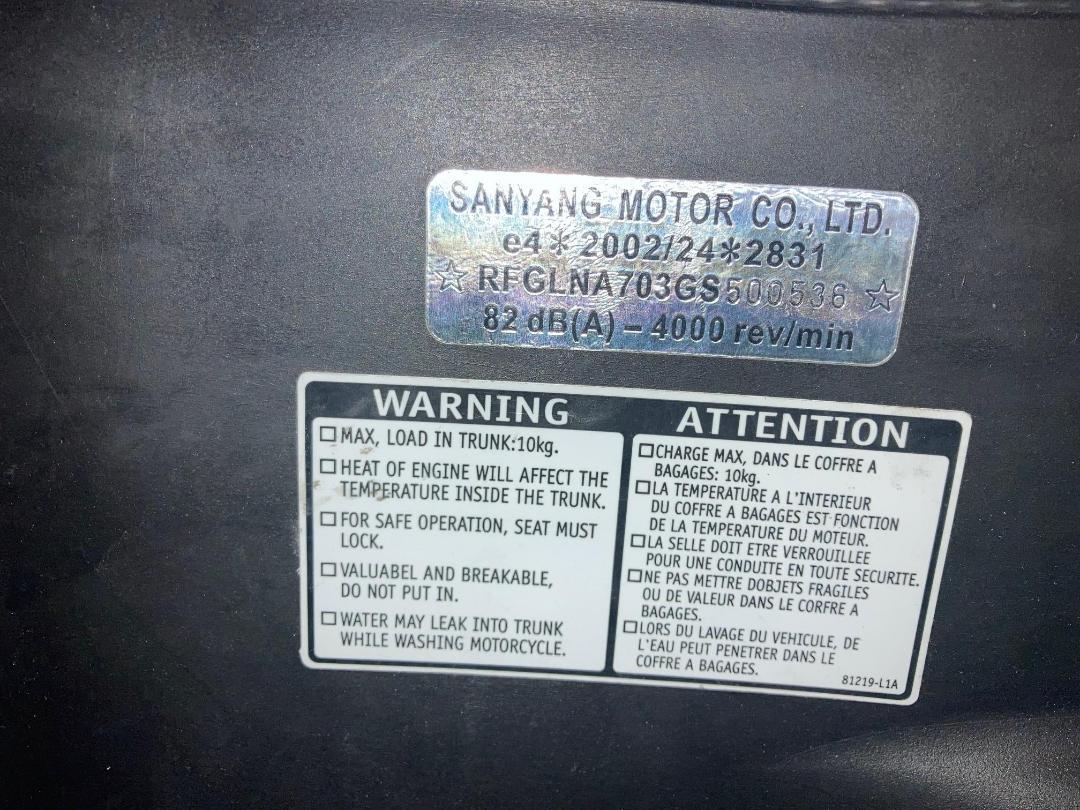 SANYANG MOTOR CO., LTD.
e4*2002/24*2831
☆ RFGLNA703GS500536 ☆
82 dB(A) – 4000 rev/min
WARNING
☐ MAX, LOAD IN TRUNK:10kg.
☐ HEAT OF ENGINE WILL AFFECT THE
TEMPERATURE INSIDE THE TRUNK.
☐ FOR SAFE OPERATION, SEAT MUST
LOCK.
☐ VALUABEL AND BREAKABLE,
DO NOT PUT IN.
☐ WATER MAY LEAK INTO TRUNK
WHILE WASHING MOTORCYCLE.
ATTENTION
☐ CHARGE MAX, DANS LE COFFRE A
BAGAGES: 10kg.
☐ LA TEMPERATURE A L'INTERIEUR
DU COFFRE A BAGAGES EST FONCTION
DE LA TEMPERATURE DU MOTEUR.
☐ LA SELLE DOIT ETRE VERROUILLEE
POUR UNE CONDUITE EN TOUTE SECURITE.
☐ NE PAS METTRE DOBJETS FRAGILES
OU DE VALEUR DANS LE CORFRE A
BAGAGES.
☐ LORS DU LAVAGE DU VEHICULE, DE
L'EAU PEUT PENETRER DANS LE
COFFRE A BAGAGES.
81219-L1A